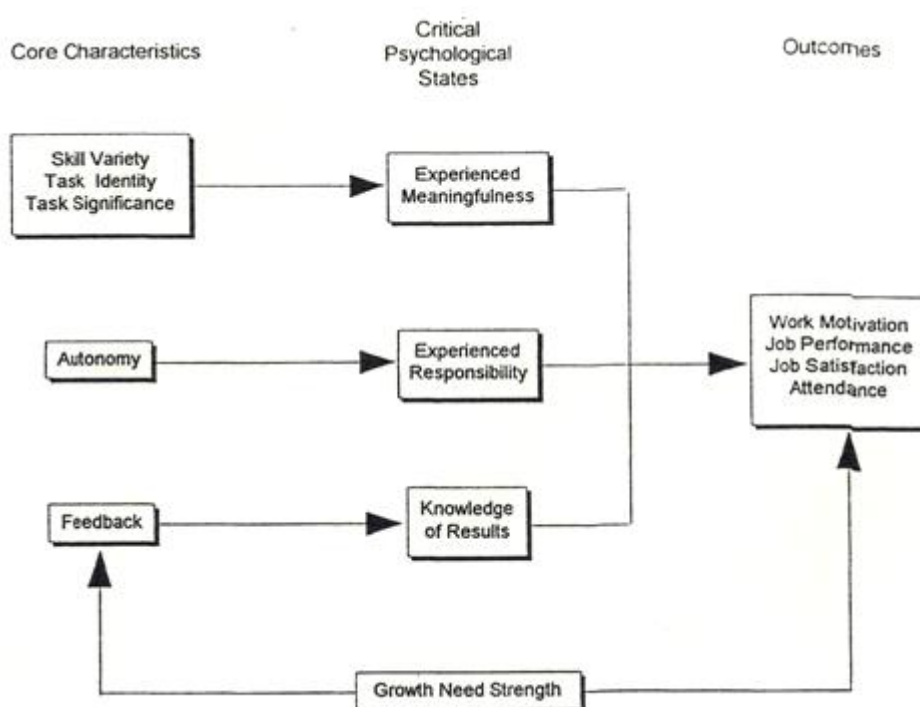 Core Characteristics
Critical
Psychological
States
Outcomes
Skill Variety
Task Identity
Task Significance
Experienced
Meaningfulness
Autonomy
Experienced
Responsibility
Work Motivation
Job Performance
Job Satisfaction
Attendance
Feedback
Knowledge
of Results
Growth Need Strength